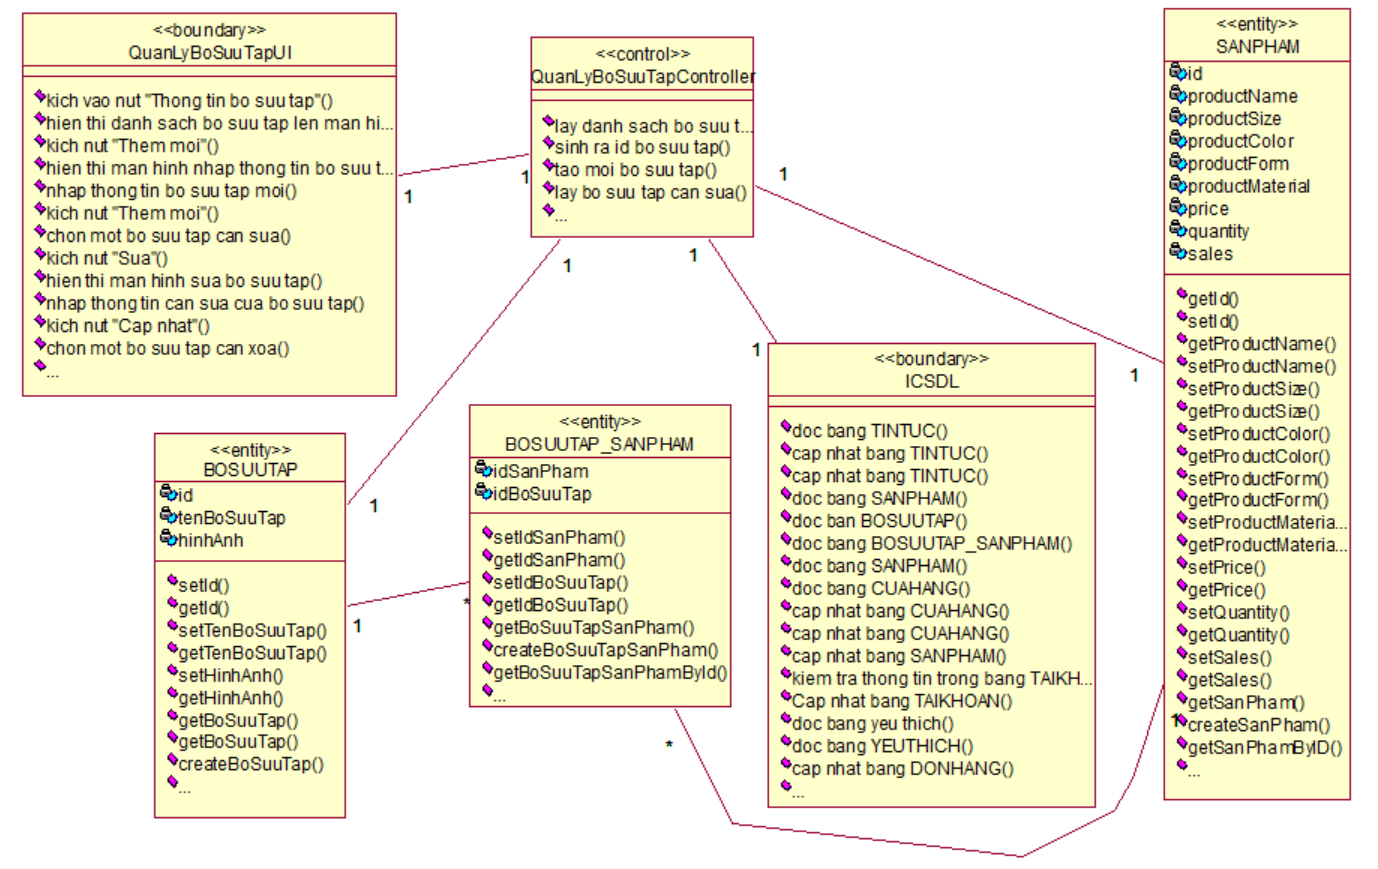 <<boundary>>
QuanLyBoSuuTapUI
kich vao nut "Thong tin bo suu tap"()
hien thi danh sach bo suu tap len man hi...
kich nut "Them moi"()
hien thi man hinh nhap thong tin bo suu t...
nhap thong tin bo suu tap moi()
kich nut "Them moi"()
chon mot bo suu tap can sua()
kich nut "Sua"()
hien thi man hinh sua bo suu tap()
nhap thong tin can sua cua bo suu tap()
kich nut "Cap nhat"()
chon mot bo suu tap can xoa()
...
1
1
<<control>>
QuanLyBoSuuTapController
lay danh sach bo suu t...
sinh ra id bo suu tap()
tao moi bo suu tap()
lay bo suu tap can sua()
...
1
1
1
1
1
1
<<entity>>
SANPHAM
id
productName
productSize
productColor
productForm
productMaterial
price
quantity
sales
getId()
setId()
getProductName()
setProductName()
setProductSize()
getProductSize()
setProductColor()
getProductColor()
setProductForm()
getProductForm()
setProductMateria...
getProductMateria...
setPrice()
getPrice()
setQuantity()
getQuantity()
setSales()
getSales()
getSanPham()
createSanPham()
getSanPhamByID()
...
1
<<entity>>
BOSUUTAP
id
tenBoSuuTap
hinhAnh
setId()
getId()
setTenBoSuuTap()
getTenBoSuuTap()
setHinhAnh()
getHinhAnh()
getBoSuuTap()
getBoSuuTap()
createBoSuuTap()
...
1
*
<<entity>>
BOSUUTAP_SANPHAM
idSanPham
idBoSuuTap
setIdSanPham()
getIdSanPham()
setIdBoSuuTap()
getIdBoSuuTap()
getBoSuuTapSanPham()
createBoSuuTapSanPham()
getBoSuuTapSanPhamById()
...
*
<<boundary>>
ICSDL
doc bang TINTUC()
cap nhat bang TINTUC()
cap nhat bang TINTUC()
doc bang SANPHAM()
doc ban BOSUUTAP()
doc bang BOSUUTAP_SANPHAM()
doc bang SANPHAM()
doc bang CUAHANG()
cap nhat bang CUAHANG()
cap nhat bang CUAHANG()
cap nhat bang SANPHAM()
kiem tra thong tin trong bang TAIKH...
Cap nhat bang TAIKHOAN()
doc bang yeu thich()
doc bang YEUTHICH()
cap nhat bang DONHANG()
...